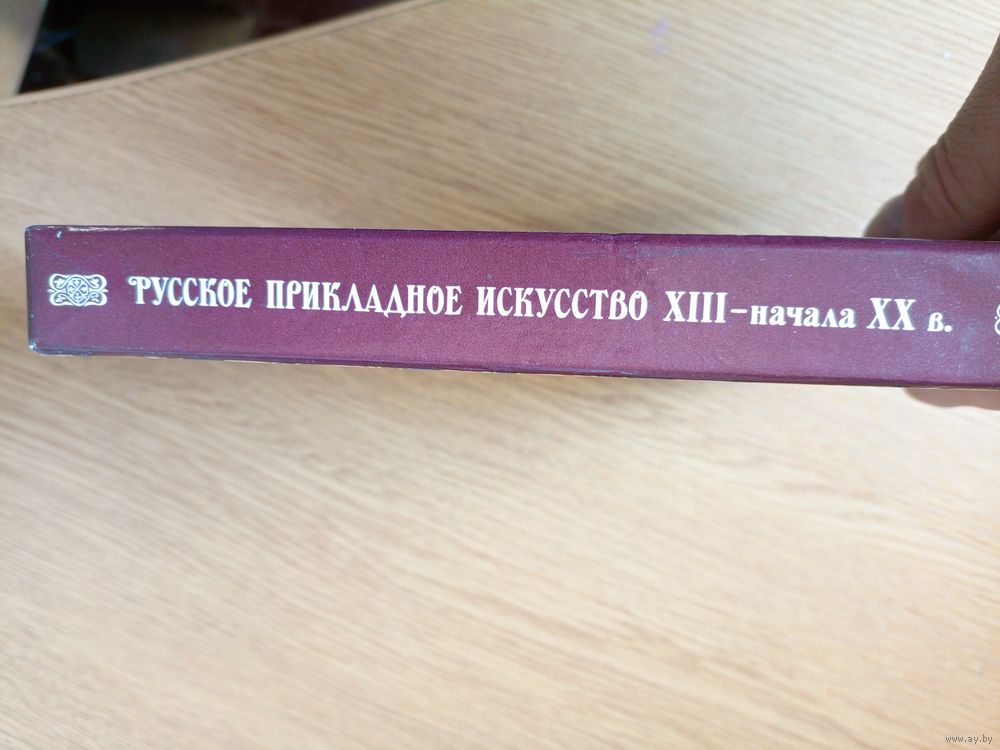 РУССКОЕ ПРИКЛАДНОЕ ИСКУССТВО XIII–начала XX в.
www.ay.by